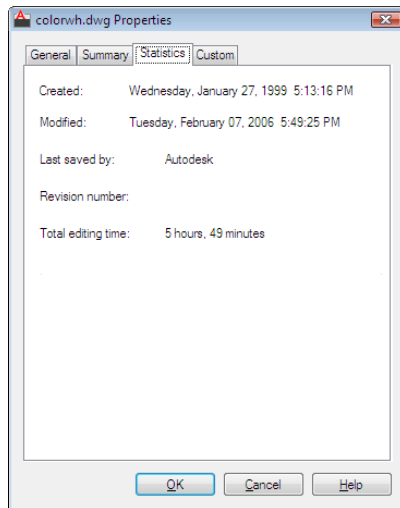 colorwh.dwg Properties
General Summary Statistics Custom
Created: Wednesday, January 27, 1999 5:13:16 PM
Modified: Tuesday, February 07, 2006 5:49:25 PM
Last saved by: Autodesk
Revision number:
Total editing time: 5 hours, 49 minutes
OK Cancel Help